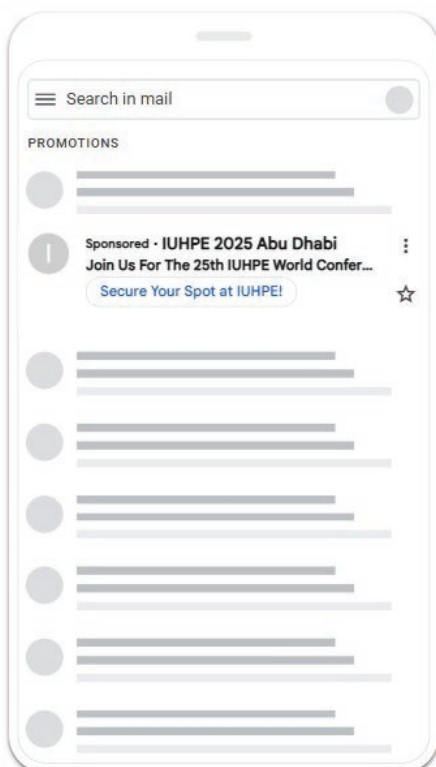 Search in mail
PROMOTIONS
I
Sponsored · IUHPE 2025 Abu Dhabi
Join Us For The 25th IUHPE World Confer...
Secure Your Spot at IUHPE!